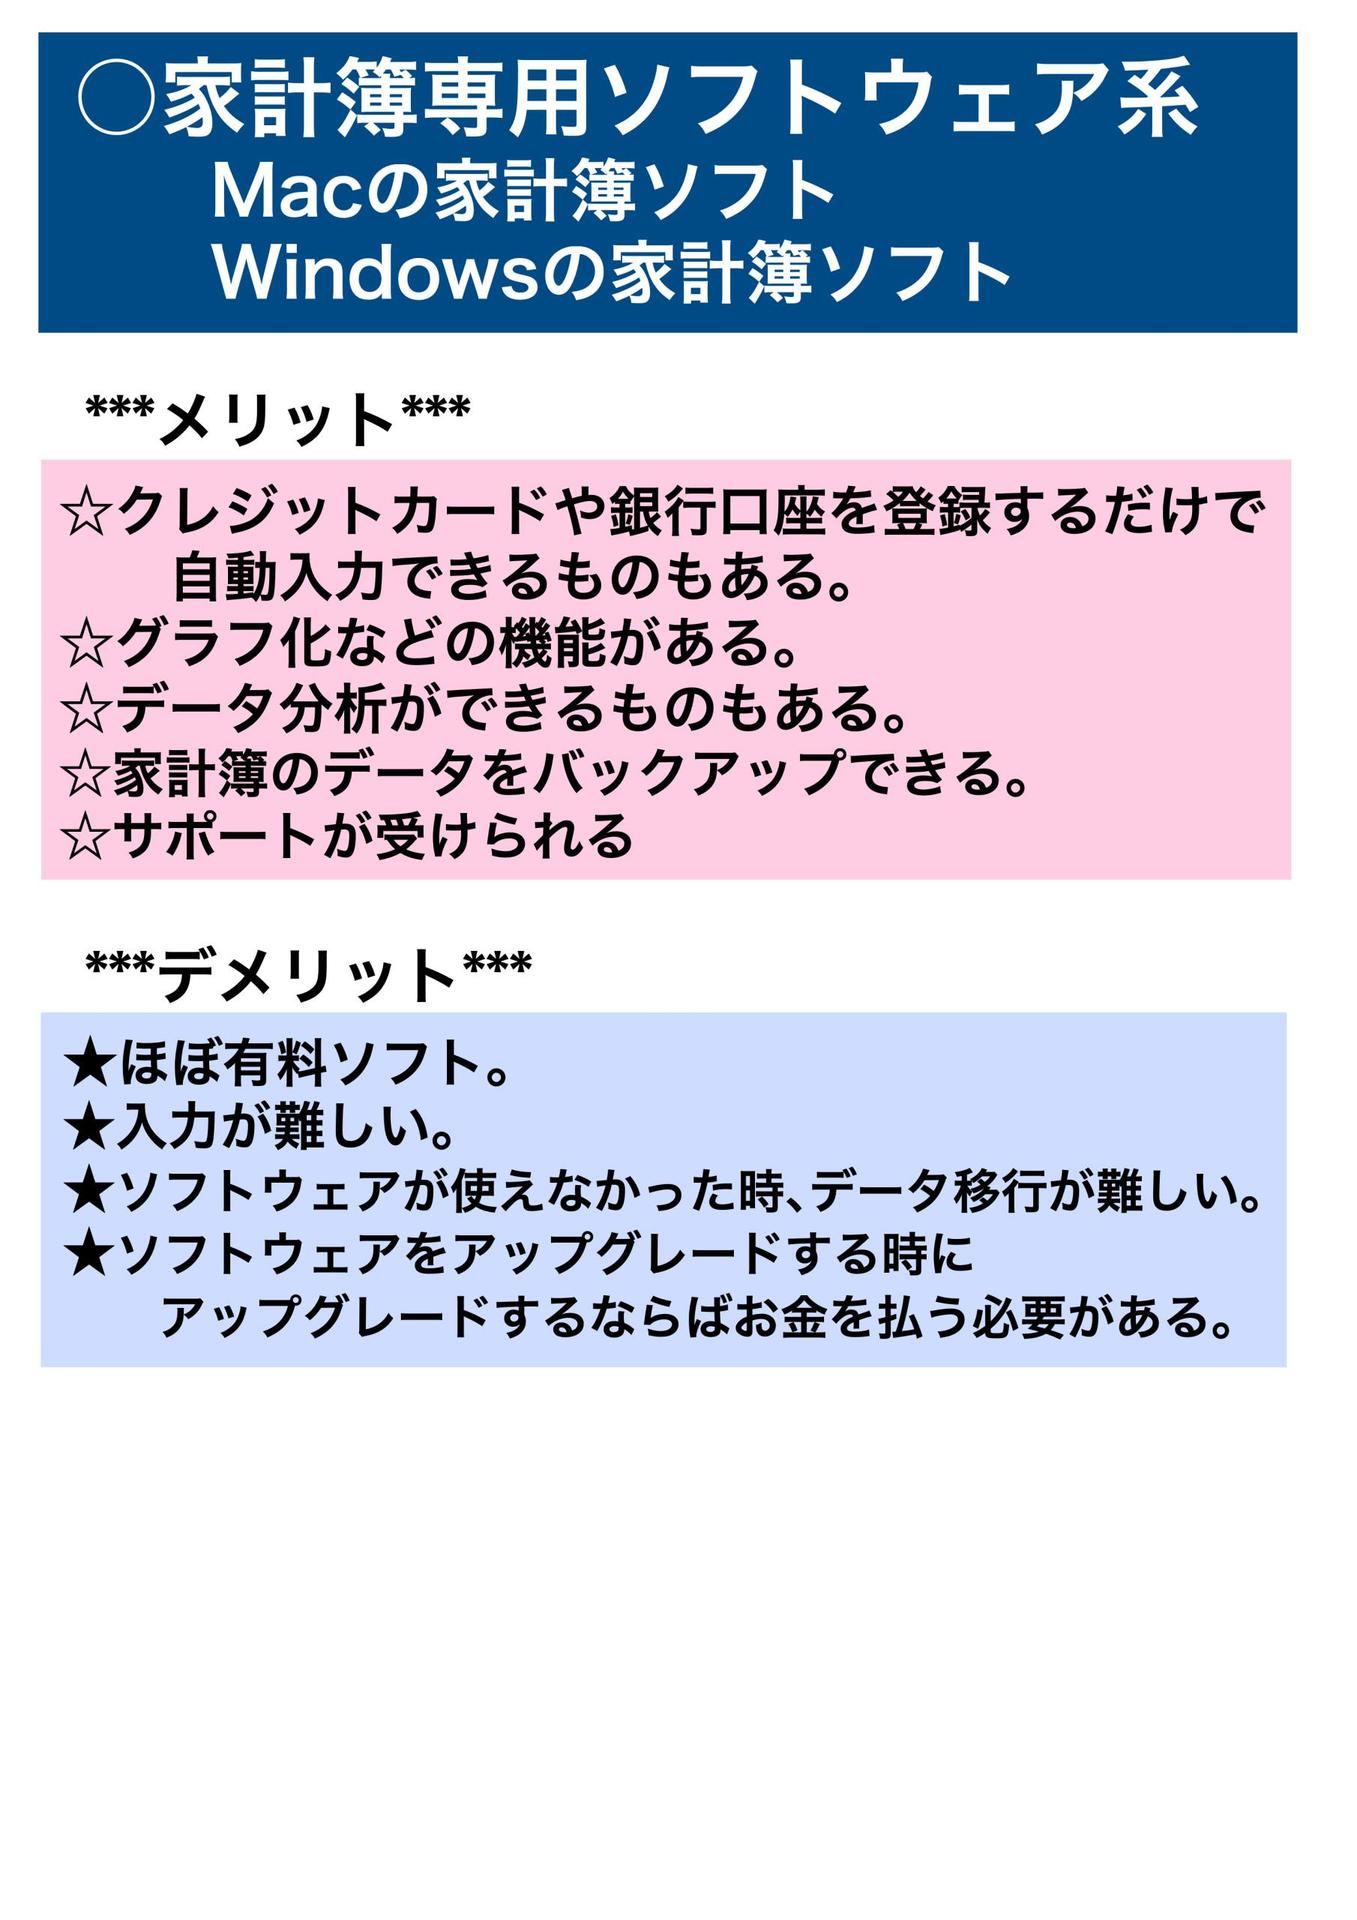 ○家計簿専用ソフトウェア系
Macの家計簿ソフト
Windowsの家計簿ソフト
***メリット***
☆クレジットカードや銀行口座を登録するだけで
自動入力できるものもある。
☆グラフ化などの機能がある。
☆データ分析ができるものもある。
☆家計簿のデータをバックアップできる。
☆サポートが受けられる
***デメリット***
★ほぼ有料ソフト。
★入力が難しい。
★ソフトウェアが使えなかった時､データ移行が難しい。
★ソフトウェアをアップグレードする時に
アップグレードするならばお金を払う必要がある。